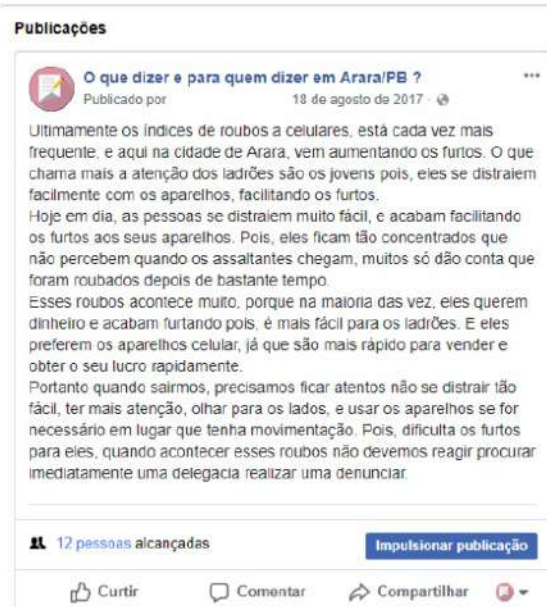 Publicações
O que dizer e para quem dizer em Arara/PB ?
Publicado por 18 de agosto de 2017 ·
Ultimamente os índices de roubos a celulares, está cada vez mais
frequente, e aqui na cidade de Arara, vem aumentando os furtos. O que
chama mais a atenção dos ladrões são os jovens pois, eles se distraiem
facilmente com os aparelhos, facilitando os furtos.
Hoje em dia, as pessoas se distraiem muito fácil, e acabam facilitando
os furtos aos seus aparelhos. Pois, eles ficam tão concentrados que
não percebem quando os assaltantes chegam, muitos só dão conta que
foram roubados depois de bastante tempo.
Esses roubos acontece muito, porque na maioria das vez, eles querem
dinheiro e acabam furtando pois, é mais fácil para os ladrões. E eles
preferem os aparelhos celular, já que são mais rápido para vender e
obter o seu lucro rapidamente.
Portanto quando sairmos, precisamos ficar atentos não se distrair tão
fácil, ter mais atenção, olhar para os lados, e usar os aparelhos se for
necessário em lugar que tenha movimentação. Pois, dificulta os furtos
para eles, quando acontecer esses roubos não devemos reagir procurar
imediatamente uma delegacia realizar uma denunciar.
12 pessoas alcançadas
Impulsionar publicação
Curtir Comentar Compartilhar